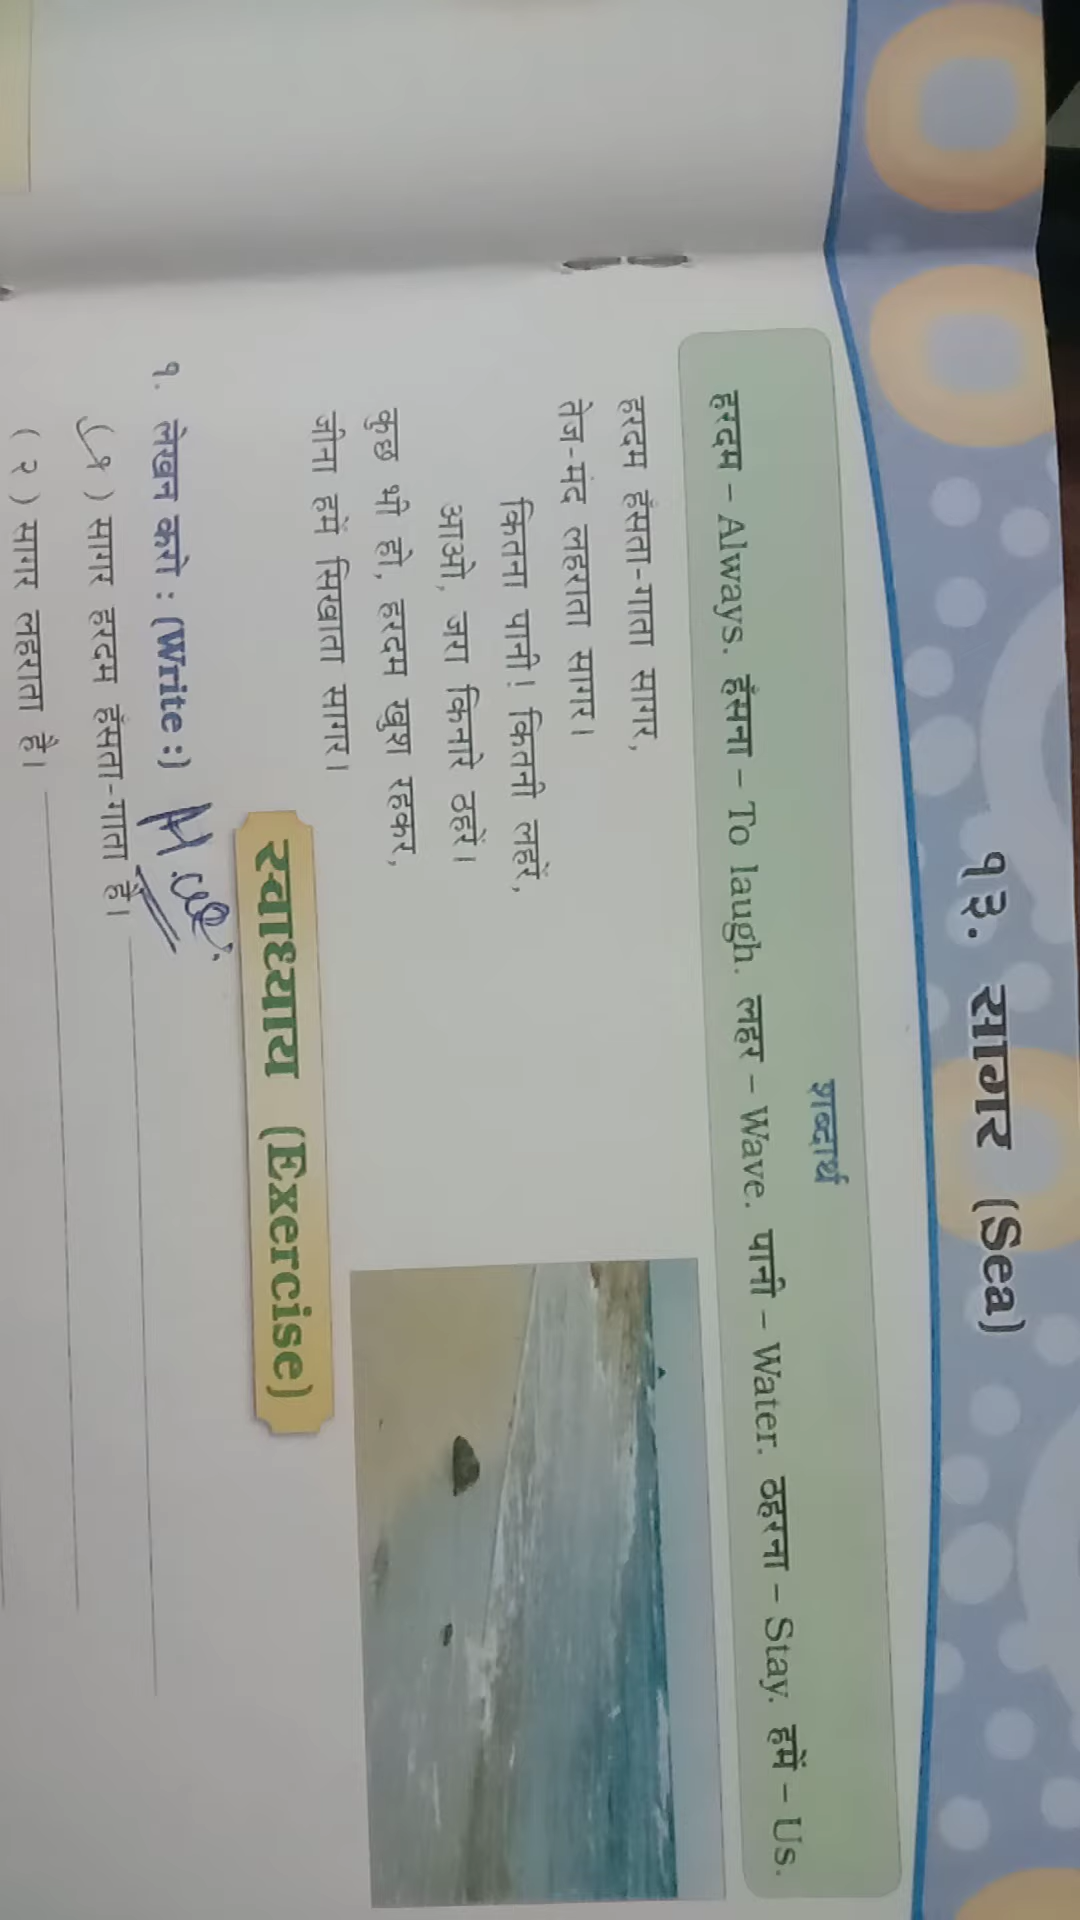 १३. सागर (Sea)
शब्दार्थ
हरदम - Always. हँसना - To laugh. लहर - Wave. पानी - Water. ठहरना - Stay. हमें - Us.
हरदम हँसता-गाता सागर,
तेज-मंद लहराता सागर।
कितना पानी! कितनी लहरें,
आओ, जरा किनारे ठहरें।
कुछ भी हो, हरदम खुश रहकर,
जीना हमें सिखाता सागर।
स्वाध्याय (Exercise)
१. लेखन करो : (Write :) H.W.
(१) सागर हरदम हँसता-गाता है।
(२) सागर लहराता है।